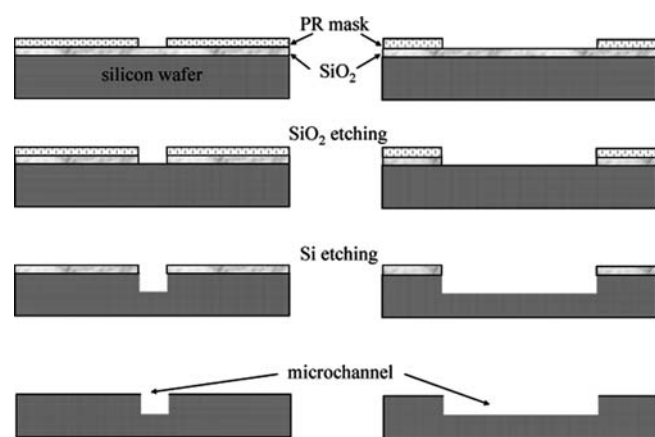 PR mask
silicon wafer
SiO₂
SiO₂ etching
Si etching
microchannel